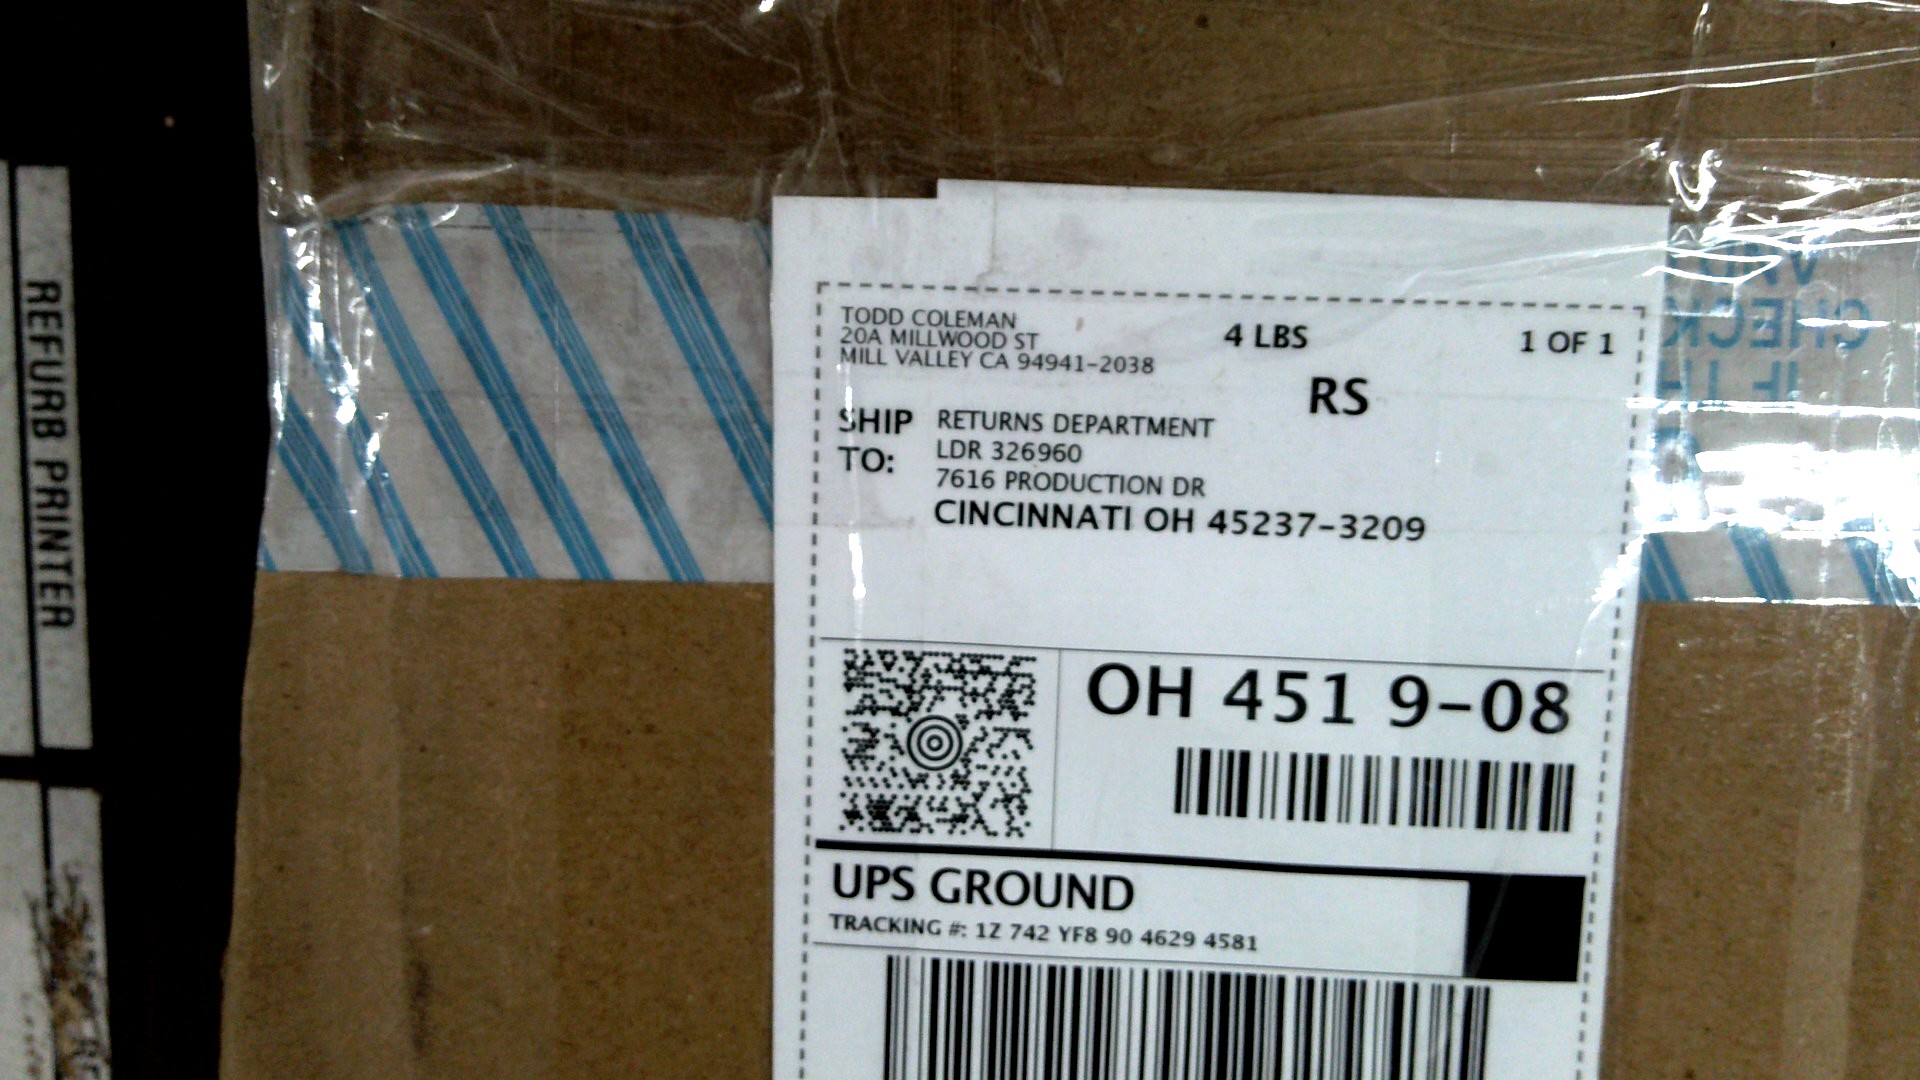 REFURB PRINTER
TODD COLEMAN
20A MILLWOOD ST
MILL VALLEY CA 94941-2038
4 LBS
1 OF 1
RS
SHIP TO:
RETURNS DEPARTMENT
LDR 326960
7616 PRODUCTION DR
CINCINNATI OH 45237-3209
OH 451 9-08
UPS GROUND
TRACKING #: 1Z 742 YF8 90 4629 4581
CHECK
IF